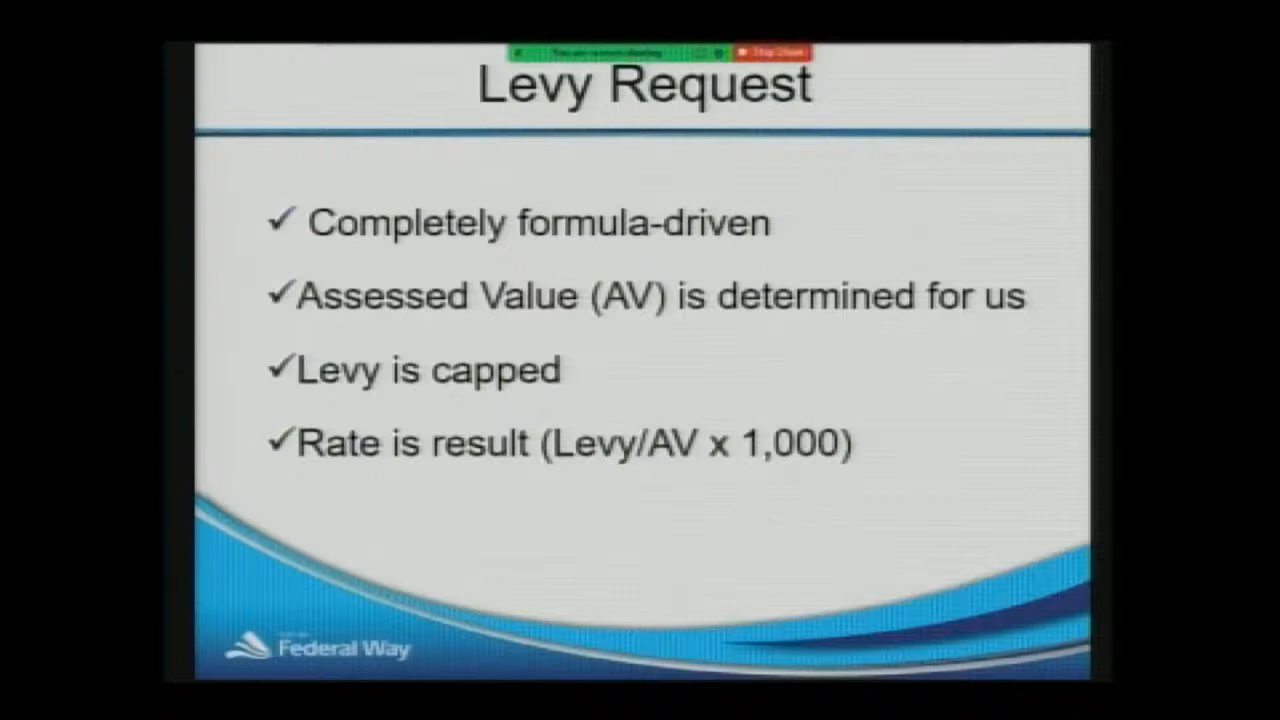 Levy Request
✓ Completely formula-driven
✓Assessed Value (AV) is determined for us
✓Levy is capped
✓Rate is result (Levy/AV x 1,000)
Federal Way